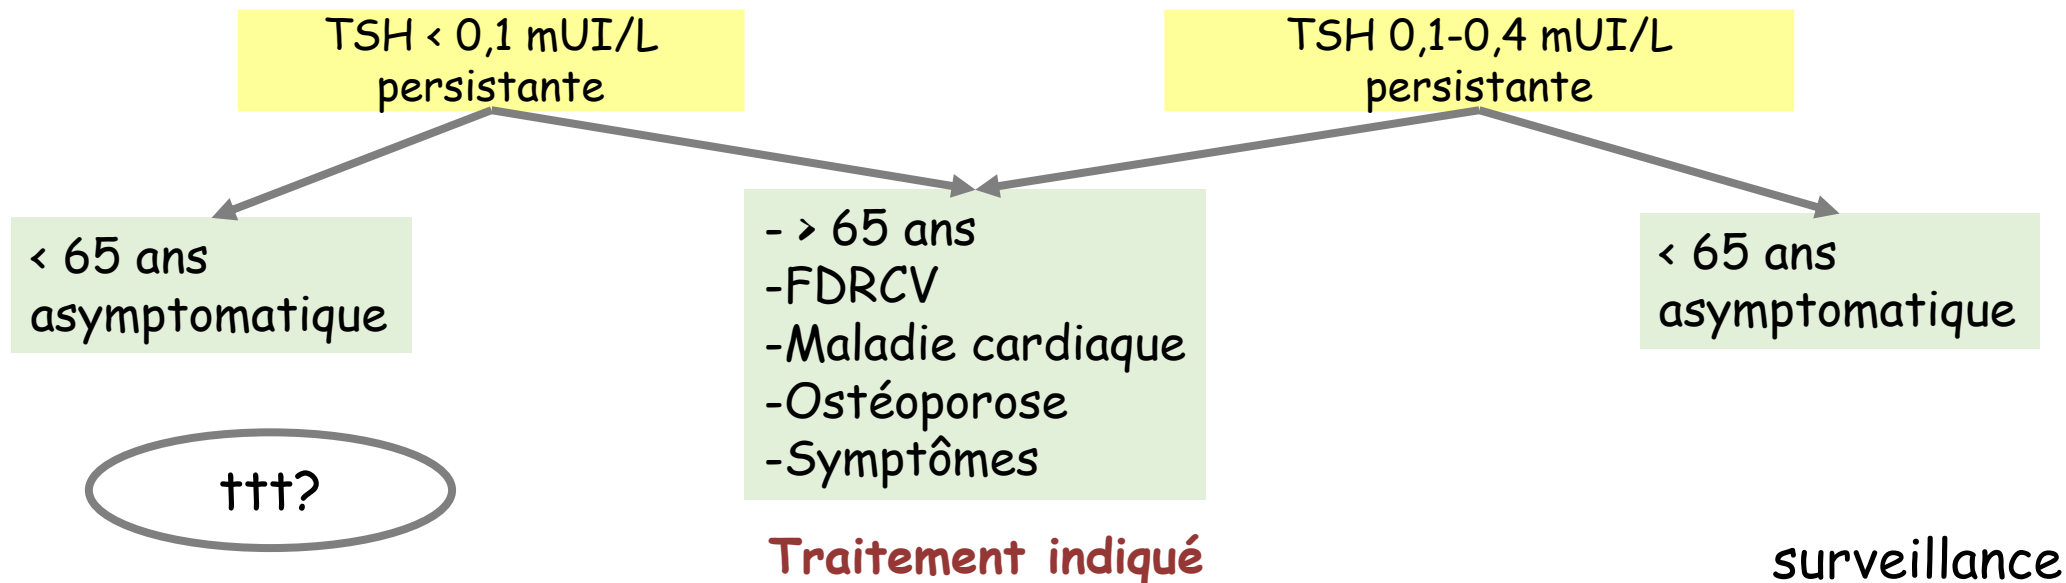 TSH < 0,1 mUI/L
persistante
TSH 0,1-0,4 mUI/L
persistante
< 65 ans
asymptomatique
- > 65 ans
-FDRCV
-Maladie cardiaque
-Ostéoporose
-Symptômes
< 65 ans
asymptomatique
ttt?
Traitement indiqué
surveillance